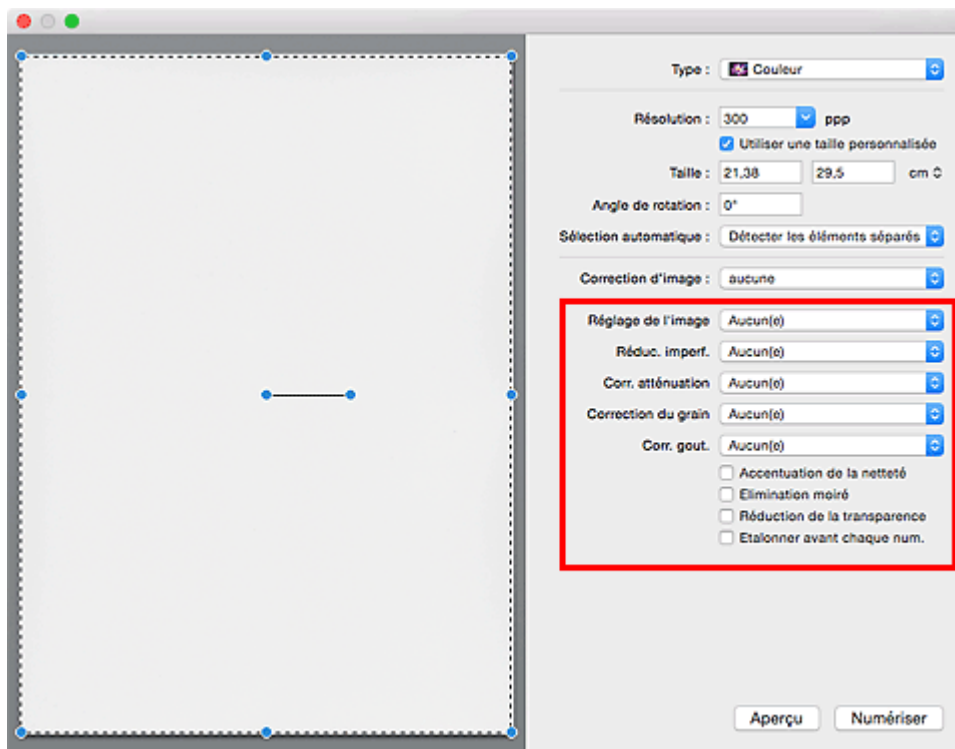 Type : Couleur
Résolution : 300 ppp
Utiliser une taille personnalisée
Taille : 21,38 29,5 cm
Angle de rotation : 0°
Sélection automatique : Détecter les éléments séparés
Correction d'image : aucune
Réglage de l'image Aucun(e)
Réduc. imperf. Aucun(e)
Corr. atténuation Aucun(e)
Correction du grain Aucun(e)
Corr. gout. Aucun(e)
Accentuation de la netteté
Elimination moiré
Réduction de la transparence
Etalonner avant chaque num.
Aperçu Numériser